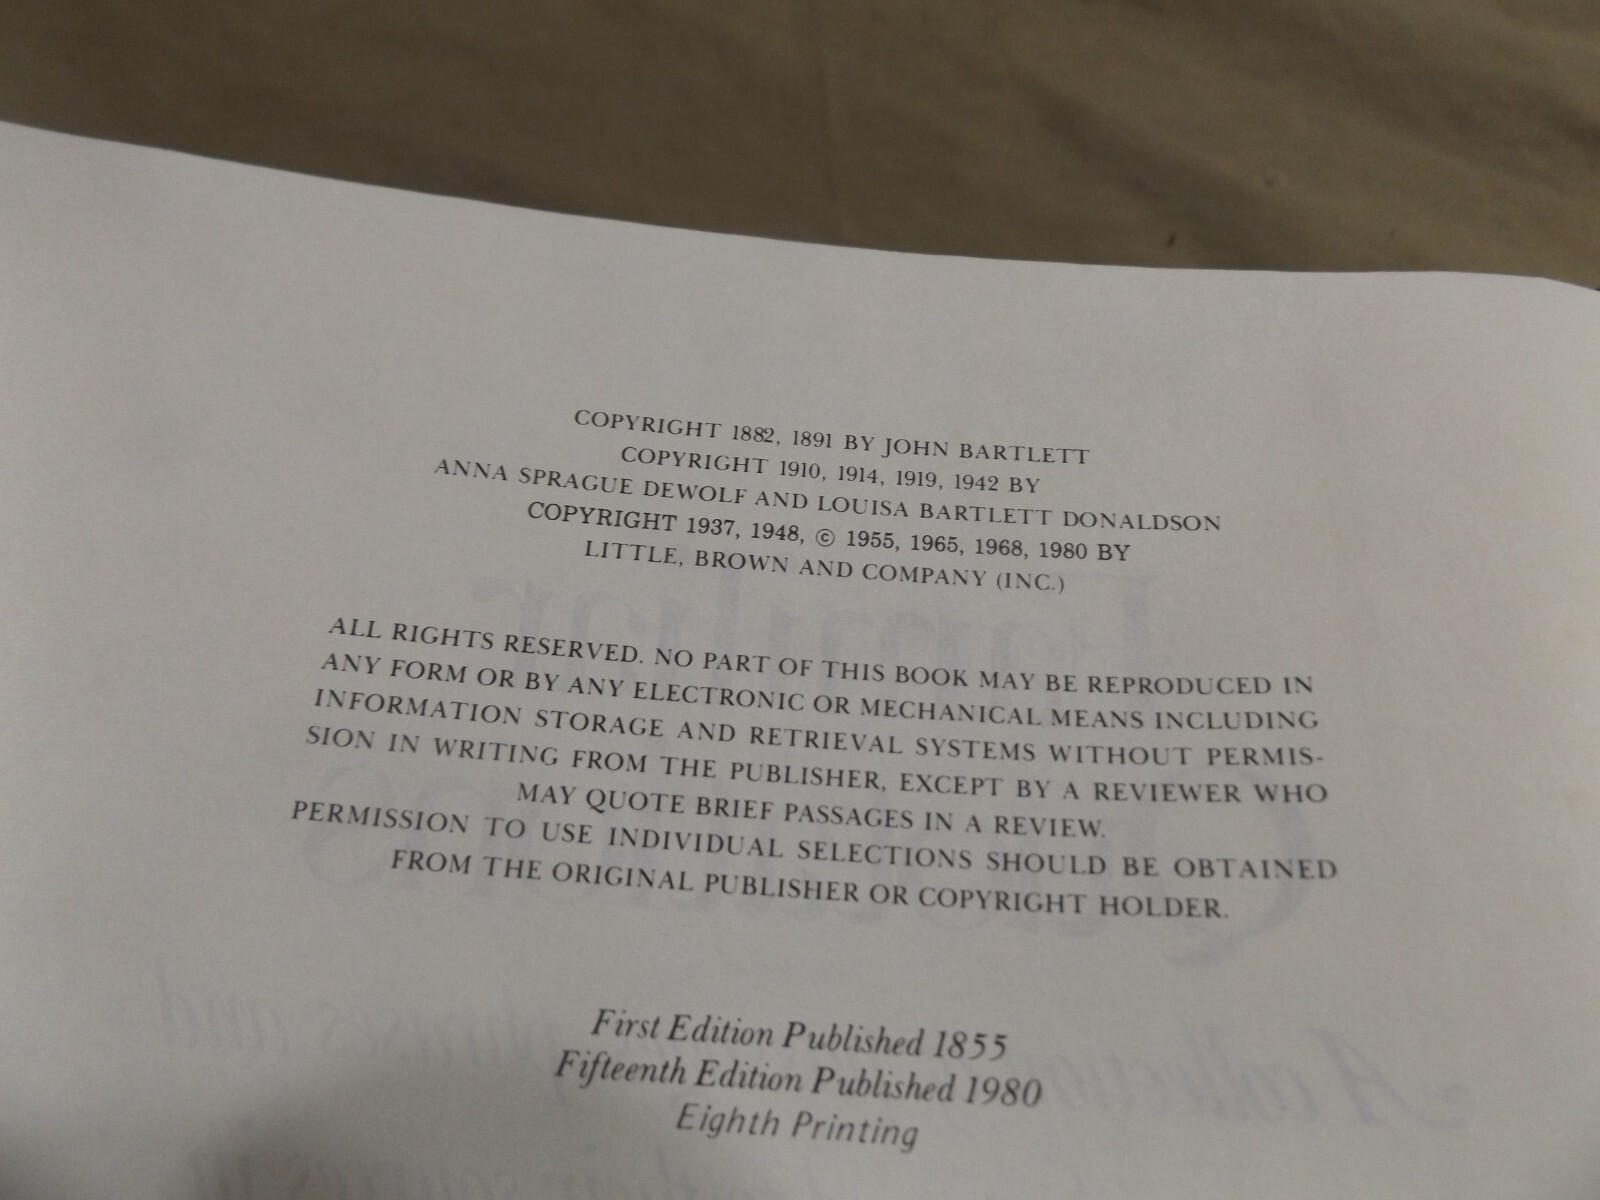 COPYRIGHT 1882, 1891 BY JOHN BARTLETT
COPYRIGHT 1910, 1914, 1919, 1942 BY
ANNA SPRAGUE DEWOLF AND LOUISA BARTLETT DONALDSON
COPYRIGHT 1937, 1948, © 1955, 1965, 1968, 1980 BY
LITTLE, BROWN AND COMPANY (INC.)
ALL RIGHTS RESERVED. NO PART OF THIS BOOK MAY BE REPRODUCED IN
ANY FORM OR BY ANY ELECTRONIC OR MECHANICAL MEANS INCLUDING
INFORMATION STORAGE AND RETRIEVAL SYSTEMS WITHOUT PERMIS-
SION IN WRITING FROM THE PUBLISHER, EXCEPT BY A REVIEWER WHO
MAY QUOTE BRIEF PASSAGES IN A REVIEW.
PERMISSION TO USE INDIVIDUAL SELECTIONS SHOULD BE OBTAINED
FROM THE ORIGINAL PUBLISHER OR COPYRIGHT HOLDER.
First Edition Published 1855
Fifteenth Edition Published 1980
Eighth Printing